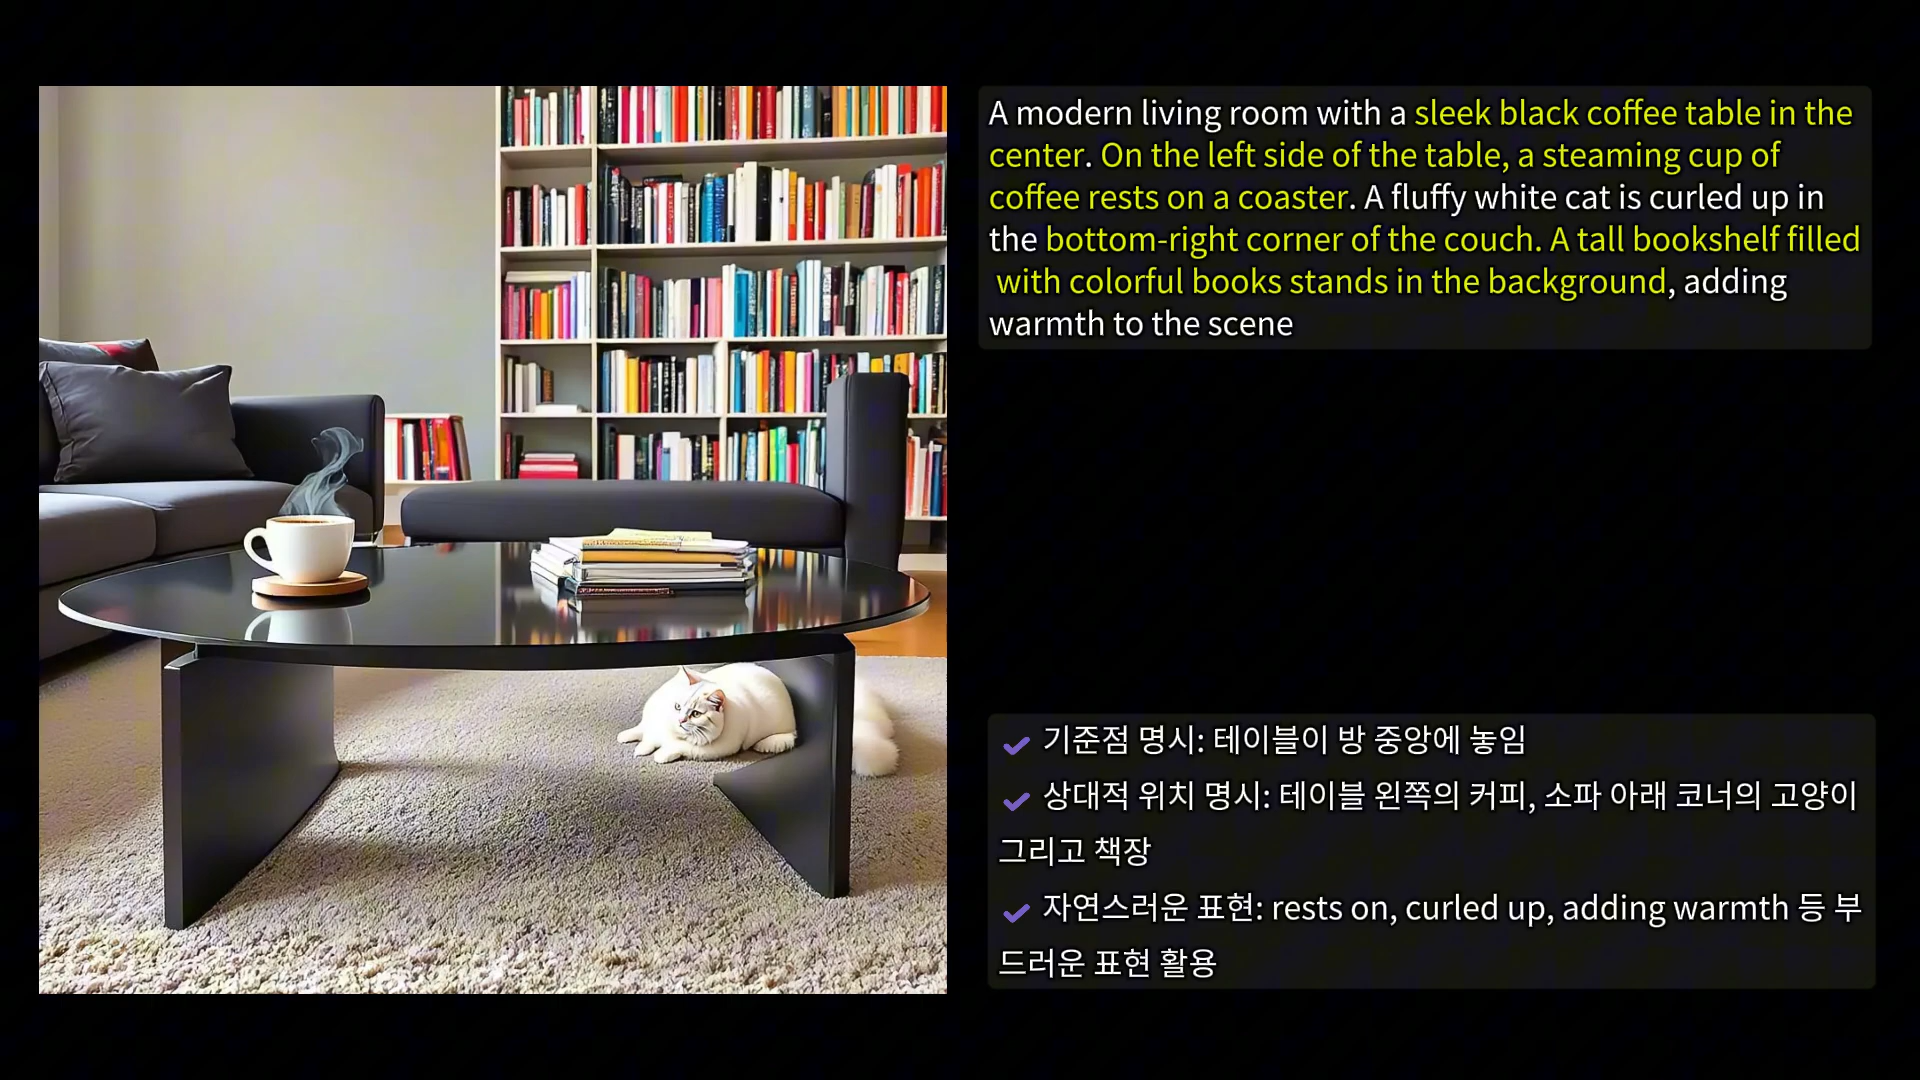 A modern living room with a sleek black coffee table in the
center. On the left side of the table, a steaming cup of
coffee rests on a coaster. A fluffy white cat is curled up in
the bottom-right corner of the couch. A tall bookshelf filled
with colorful books stands in the background, adding
warmth to the scene
기준점 명시: 테이블이 방 중앙에 놓임
상대적 위치 명시: 테이블 왼쪽의 커피, 소파 아래 코너의 고양이
그리고 책장
자연스러운 표현: rests on, curled up, adding warmth 등 부
드러운 표현 활용